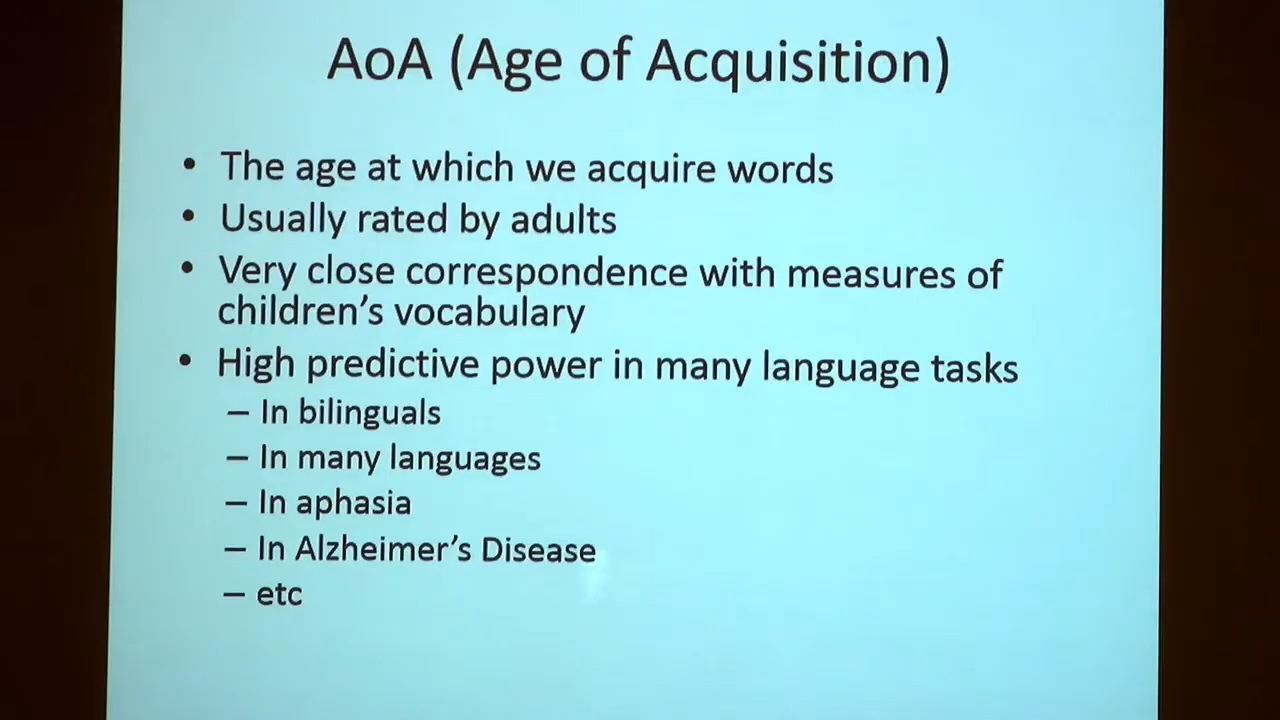 AoA (Age of Acquisition)
• The age at which we acquire words
• Usually rated by adults
• Very close correspondence with measures of
children's vocabulary
• High predictive power in many language tasks
– In bilinguals
– In many languages
– In aphasia
– In Alzheimer's Disease
– etc